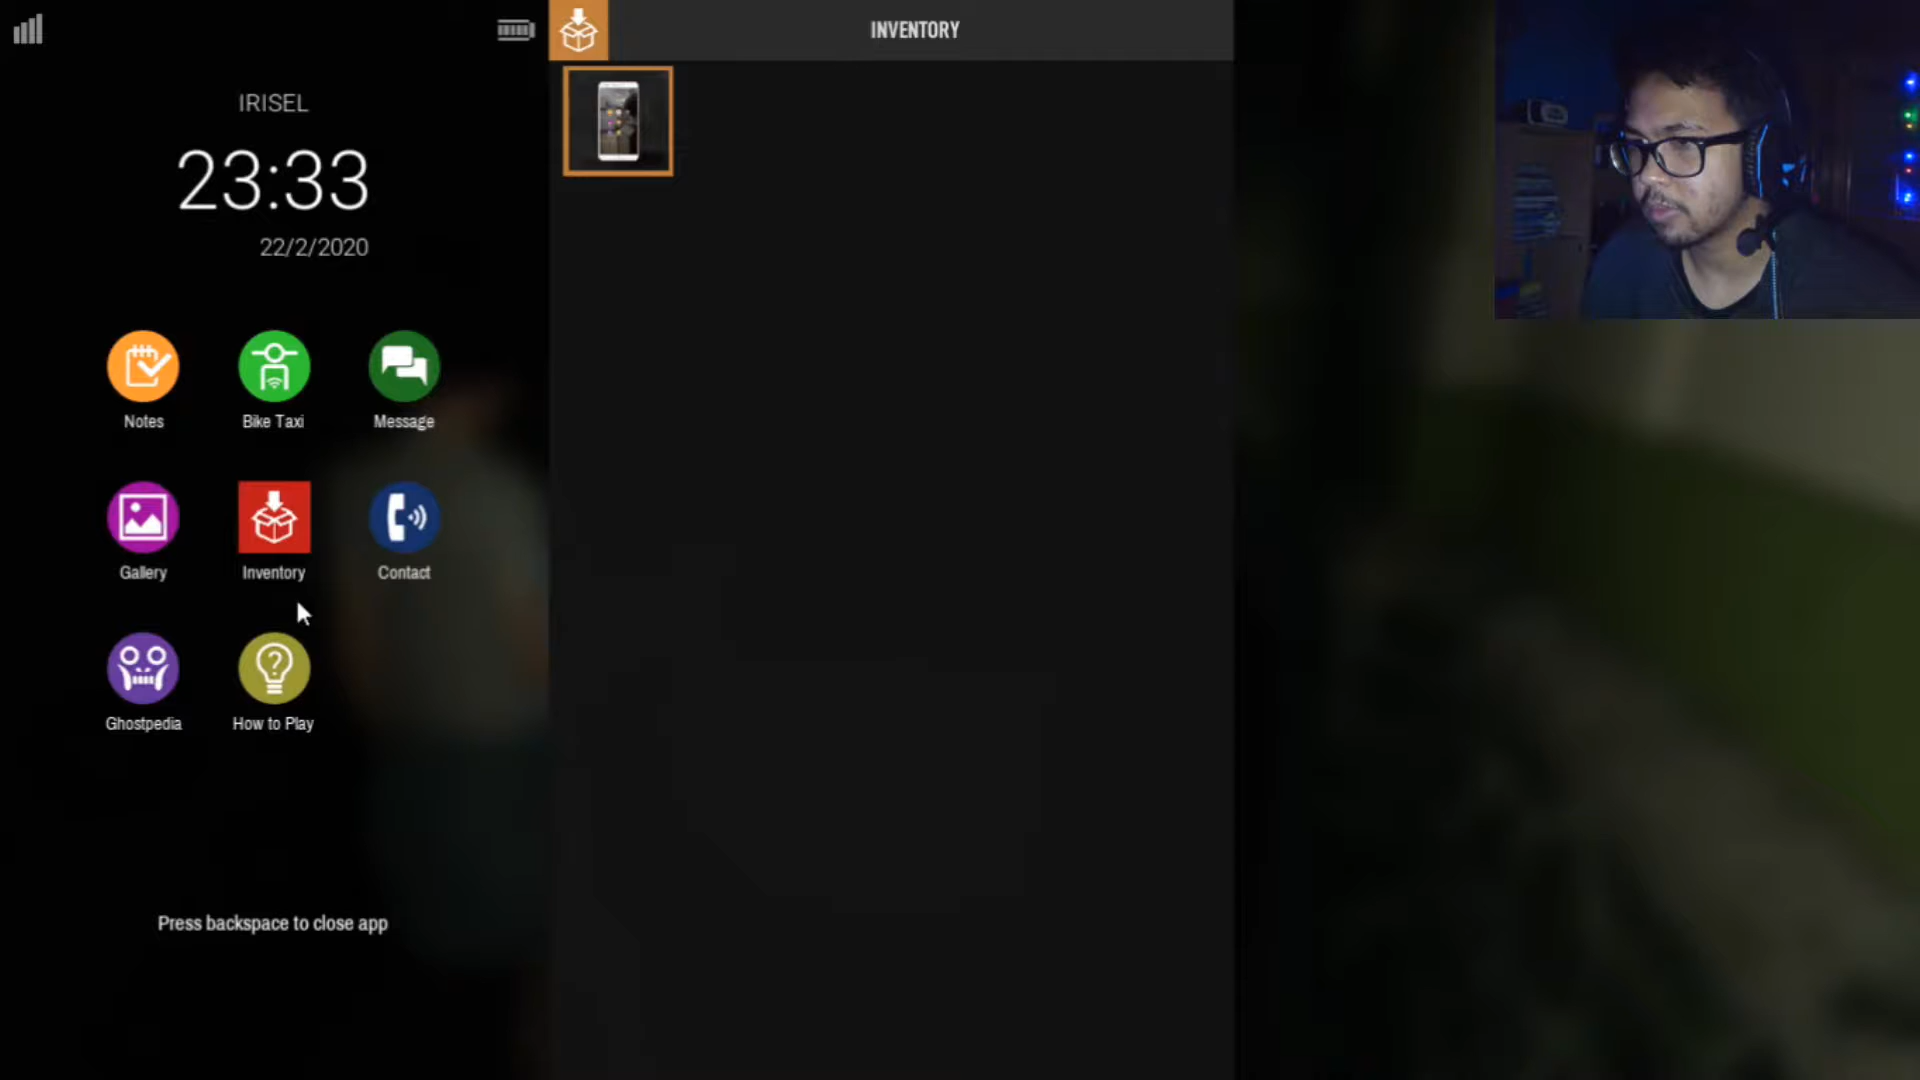 IRISEL
23:33
22/2/2020
Notes
Bike Taxi
Message
Gallery
Inventory
Contact
Ghostpedia
How to Play
Press backspace to close app
INVENTORY